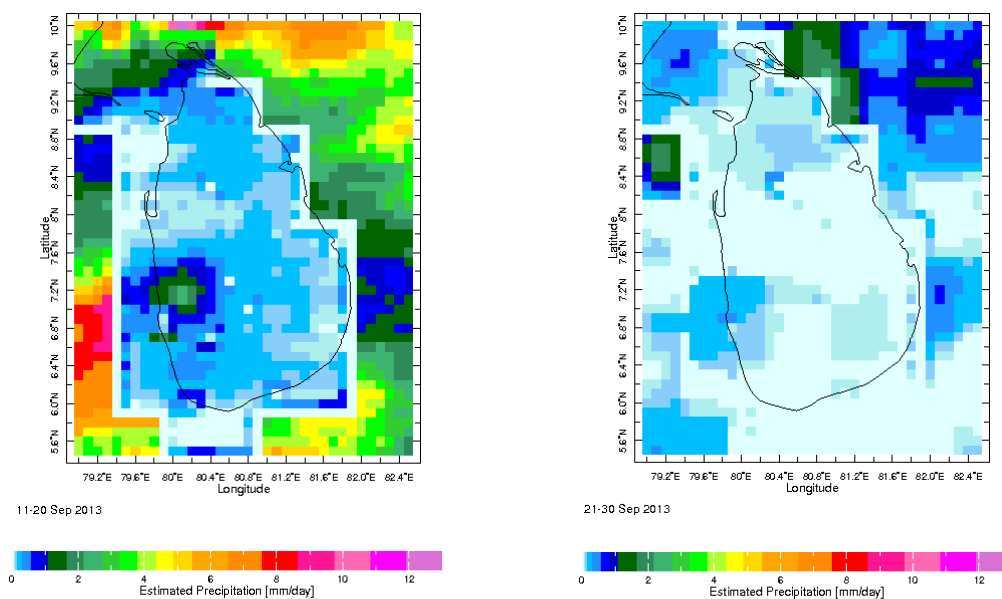 10°N
9.6°N
9.2°N
8.8°N
8.4°N
8°N
7.6°N
7.2°N
6.8°N
6.4°N
6.0°N
5.6°N
Latitude
79.2°E 79.6°E 80°E 80.4°E 80.8°E 81.2°E 81.6°E 82.0°E 82.4°E
Longitude
11-20 Sep 2013
0 2 4 6 8 10 12
Estimated Precipitation [mm/day]
10°N
9.6°N
9.2°N
8.8°N
8.4°N
8°N
7.6°N
7.2°N
6.8°N
6.4°N
6.0°N
5.6°N
Latitude
79.2°E 79.6°E 80°E 80.4°E 80.8°E 81.2°E 81.6°E 82.0°E 82.4°E
Longitude
21-30 Sep 2013
0 2 4 6 8 10 12
Estimated Precipitation [mm/day]